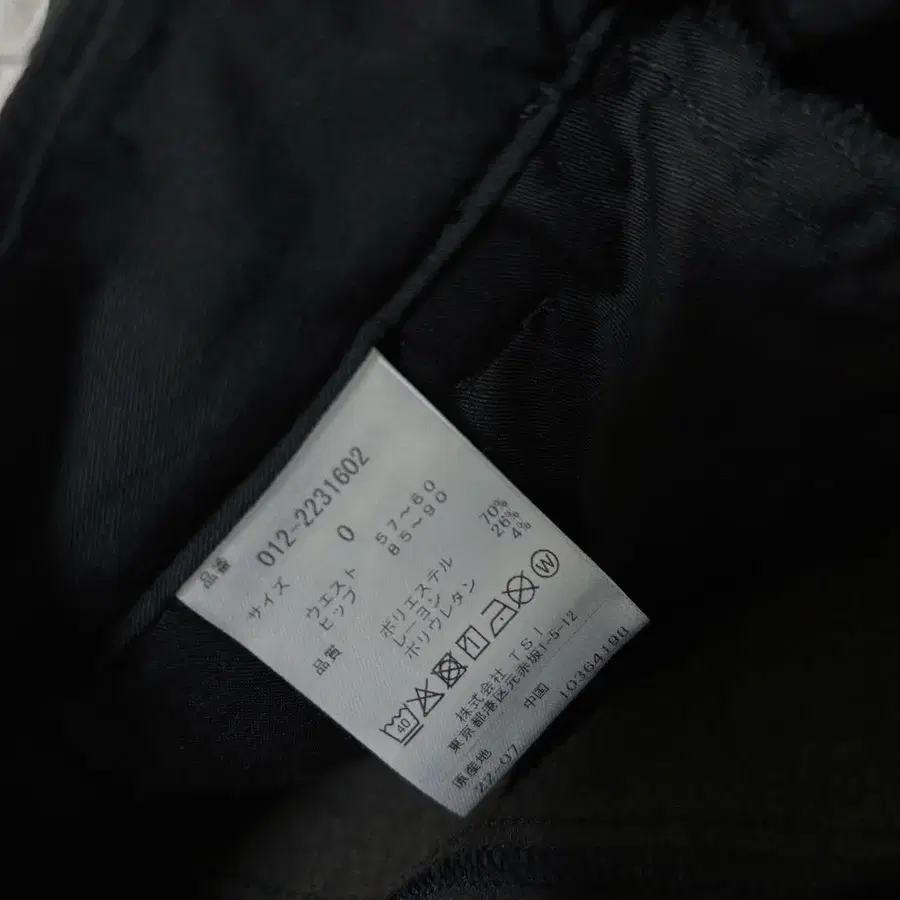 品番 012-2231602
サイズ 0
ウエスト 57~60
ヒップ 85~90
品質 ポリエステル 70%
レーヨン 26%
ポリウレタン 4%
40 W
株式会社 TSI
東京都港区元赤坂1-5-12
原産地 中国 10364198
22-07